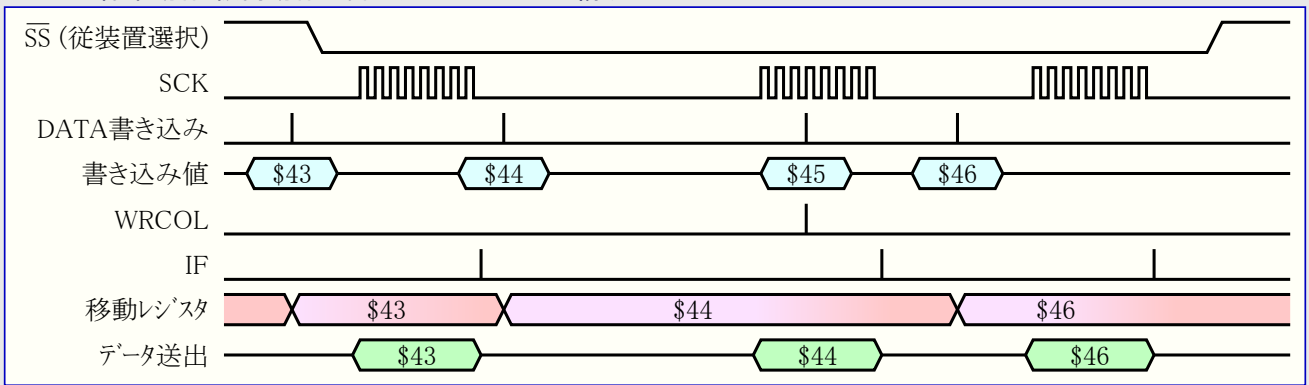 SS (従装置選択)
SCK
DATA書き込み
書き込み値 $43 $44 $45 $46
WRCOL
IF
移動レジスタ $43 $44 $46
データ送出 $43 $44 $46